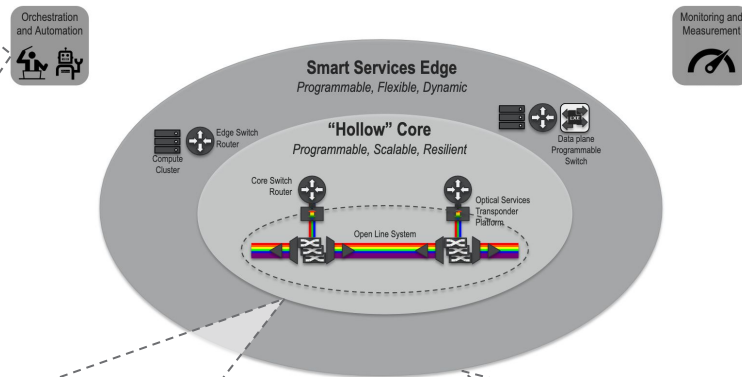 Orchestration
and Automation
Monitoring and
Measurement
Smart Services Edge
Programmable, Flexible, Dynamic
“Hollow” Core
Programmable, Scalable, Resilient
Compute
Cluster
Edge Switch
Router
EXE
Data plane
Programmable
Switch
Core Switch
Router
Optical Services
Transponder
Platform
Open Line System